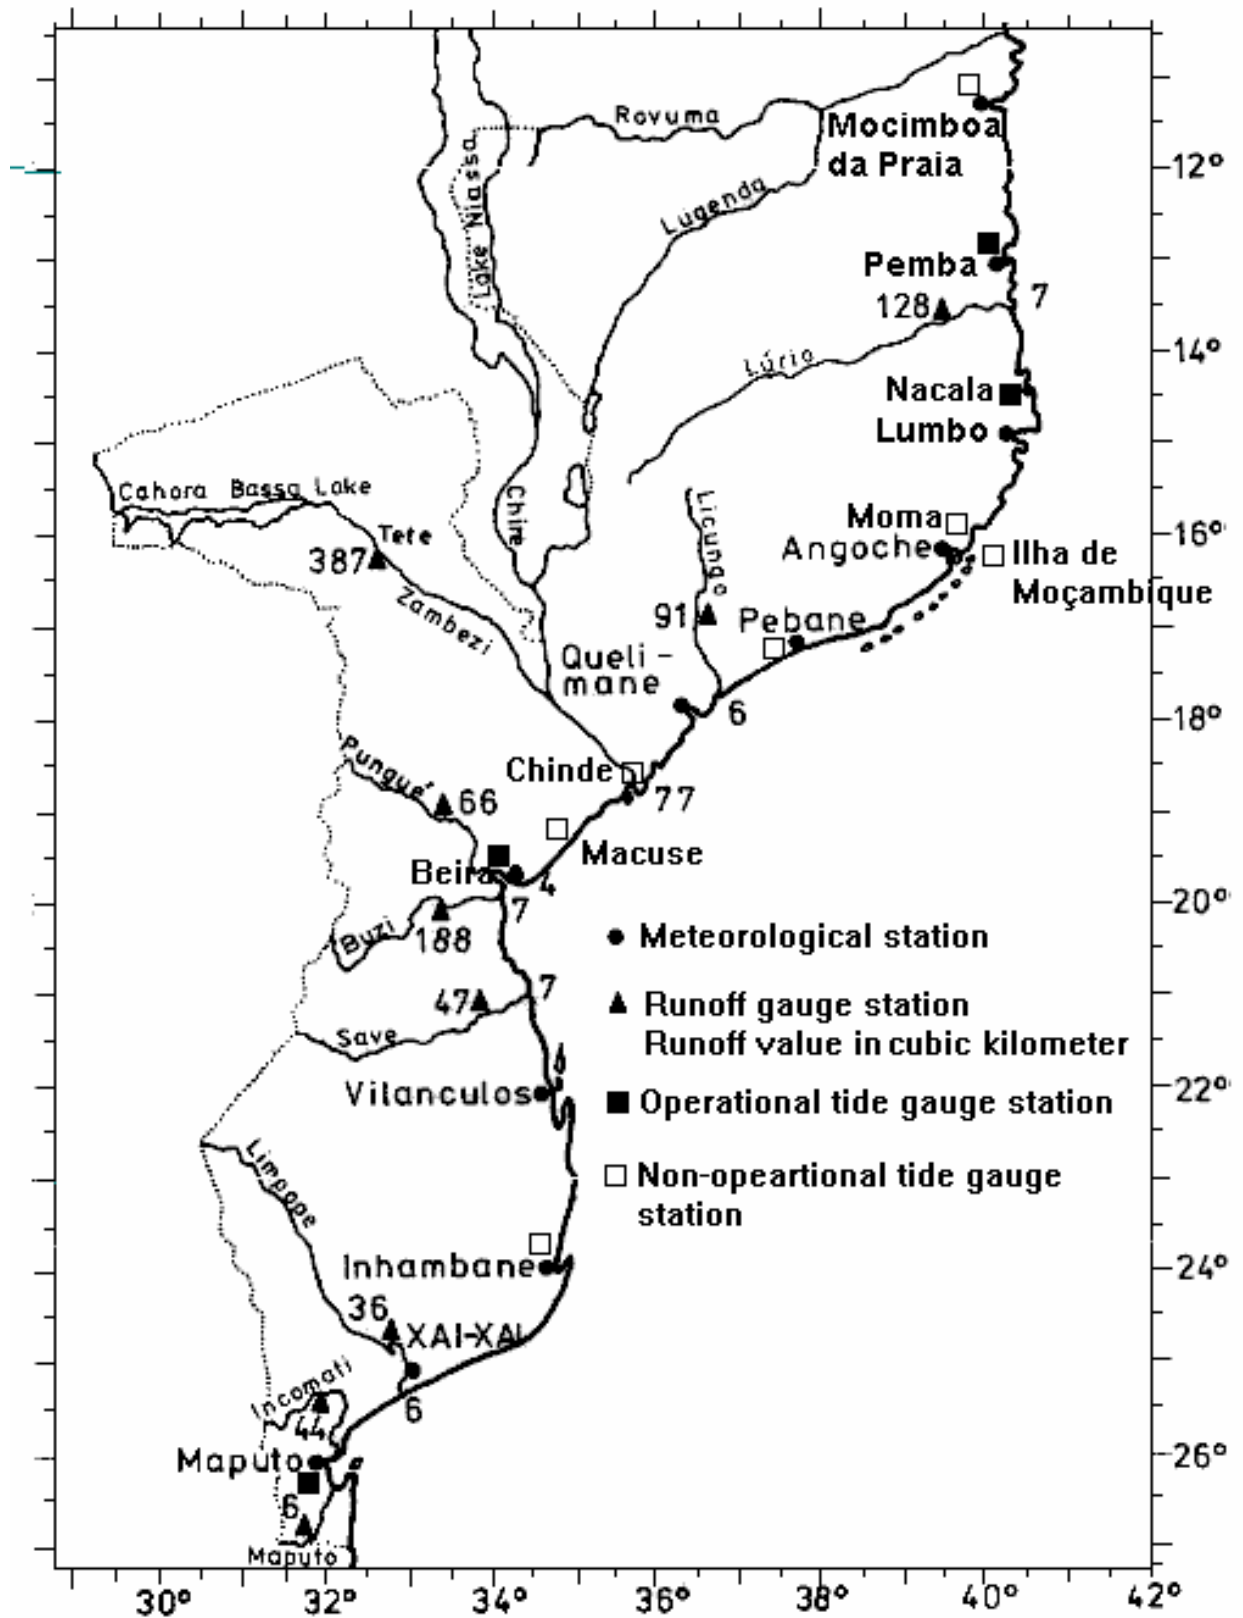 Rovuma
Mocimboa
da Praia
12°
Lake Niassa
Lugenda
Pemba
128
7
14°
Lúrio
Nacala
Lumbo
Cahora Bassa Lake
Chire
Licungo
Moma
16°
Tete
Angoche
Ilha de
Moçambique
387
Zambezi
91
Pebane
Queli-
mane
6
18°
Pungue'
Chinde
66
77
Macuse
Beira
4
20°
7
Buzi
188
Meteorological station
47
7
Runoff gauge station
Runoff value in cubic kilometer
Save
Vilanculos
22°
Operational tide gauge station
Limpope
Non-opeartional tide gauge
station
Inhambane
24°
36
XAI-XAI
Incomati
6
44
Maputo
26°
6
Maputo
30° 32° 34° 36° 38° 40° 42°